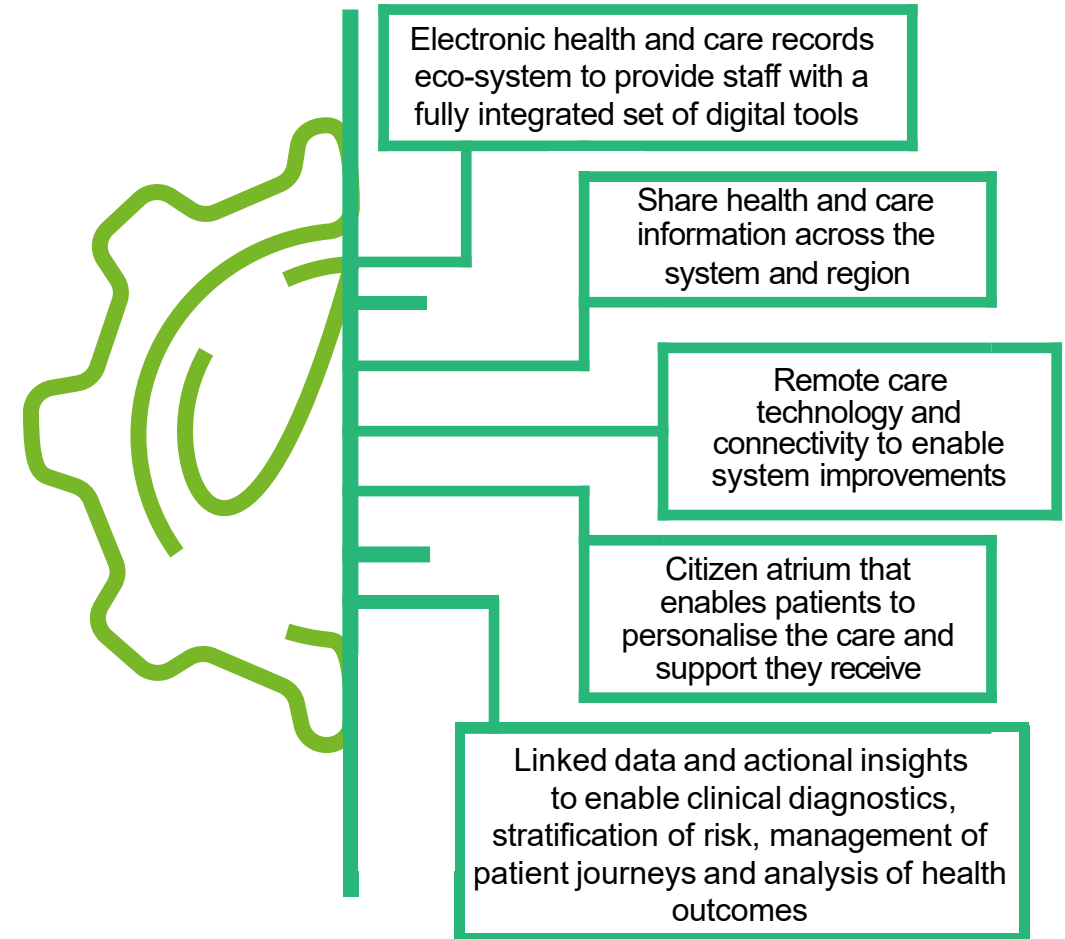 Electronic health and care records
eco-system to provide staff with a
fully integrated set of digital tools
Share health and care
information across the
system and region
Remote care
technology and
connectivity to enable
system improvements
Citizen atrium that
enables patients to
personalise the care and
support they receive
Linked data and actional insights
to enable clinical diagnostics,
stratification of risk, management of
patient journeys and analysis of health
outcomes